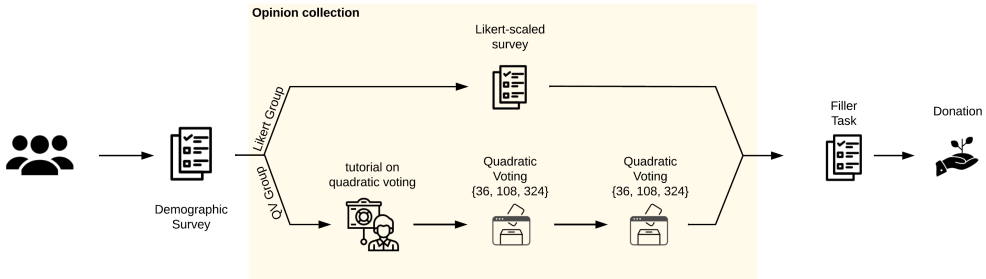 Opinion collection
Likert-scaled
survey
Likert Group
QV Group
Demographic
Survey
tutorial on
quadratic voting
Quadratic
Voting
{36, 108, 324}
Quadratic
Voting
{36, 108, 324}
Filler
Task
Donation